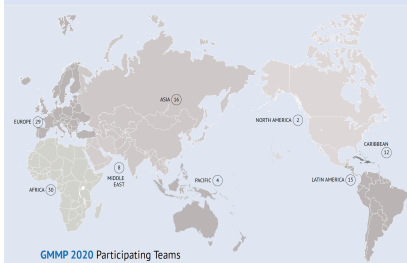 ASIA 16
EUROPE 29
NORTH AMERICA 2
CARIBBEAN
12
8
MIDDLE
EAST
PACIFIC 4
LATIN AMERICA 15
AFRICA 30
GMMP 2020 Participating Teams